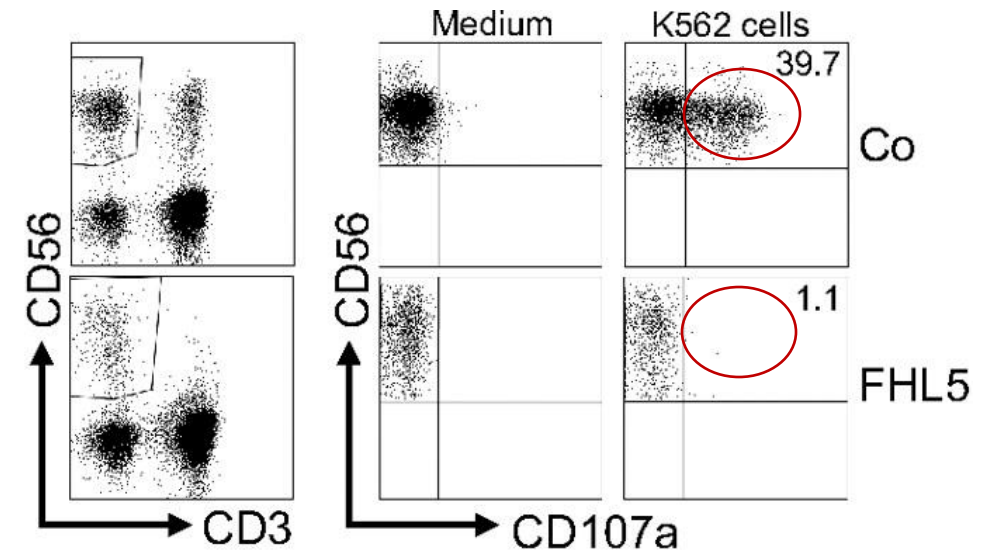 Medium
K562 cells
39.7
Co
CD56
CD56
1.1
FHL5
CD3
CD107a